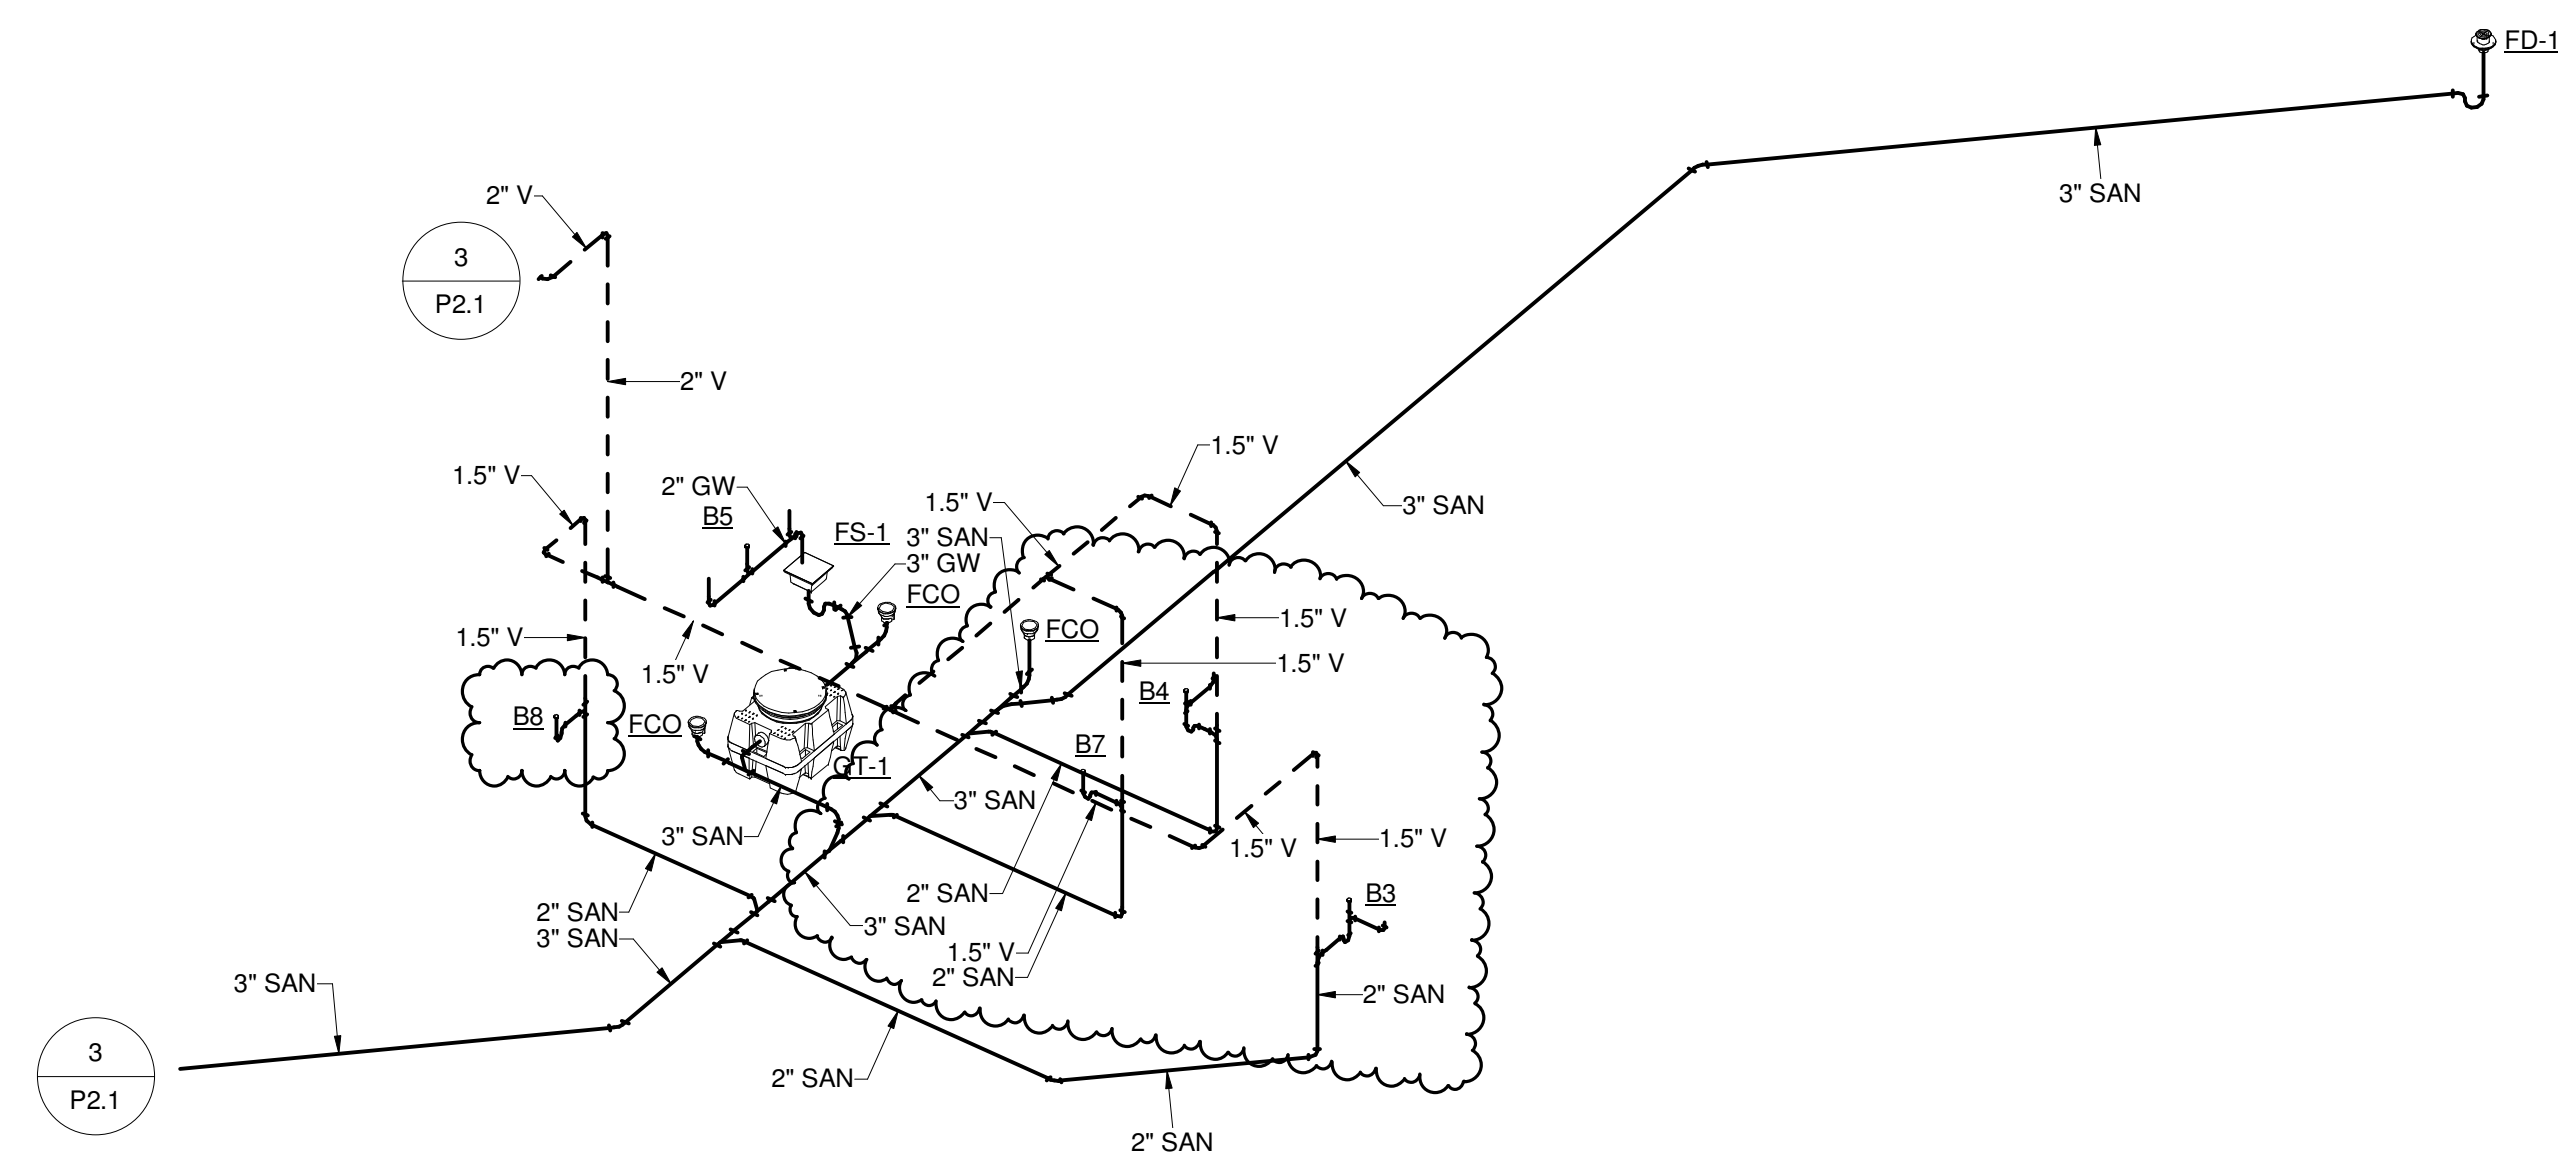 FD-1
3" SAN
2" V
3
P2.1
2" V
1.5" V
3" SAN
1.5" V
2" GW
B5
1.5" V
FS-1
3" SAN
3" GW
FCO
1.5" V
FCO
1.5" V
1.5" V
1.5" V
B4
B8
FCO
B7
GT-1
3" SAN
3" SAN
1.5" V
1.5" V
2" SAN
B3
2" SAN
3" SAN
3" SAN
1.5" V
2" SAN
3" SAN
2" SAN
3
P2.1
2" SAN
2" SAN